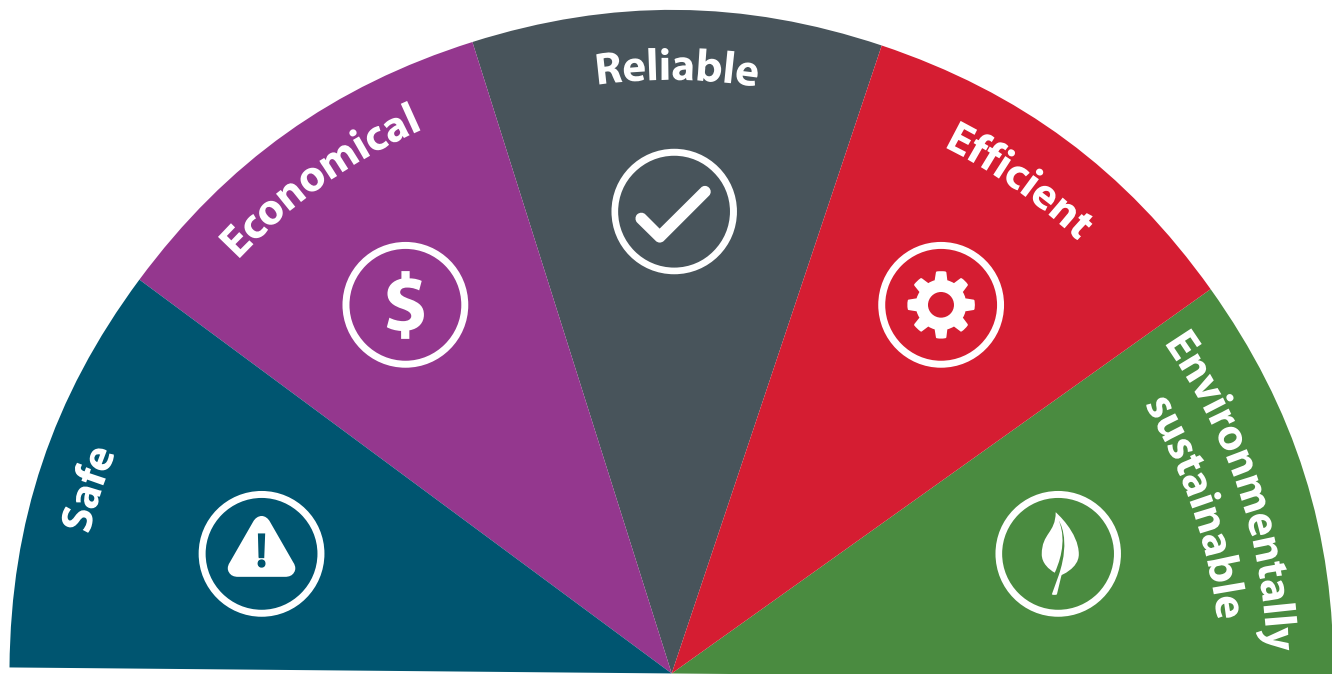 Safe
Economical
$
Reliable
Efficient
Environmentally
sustainable